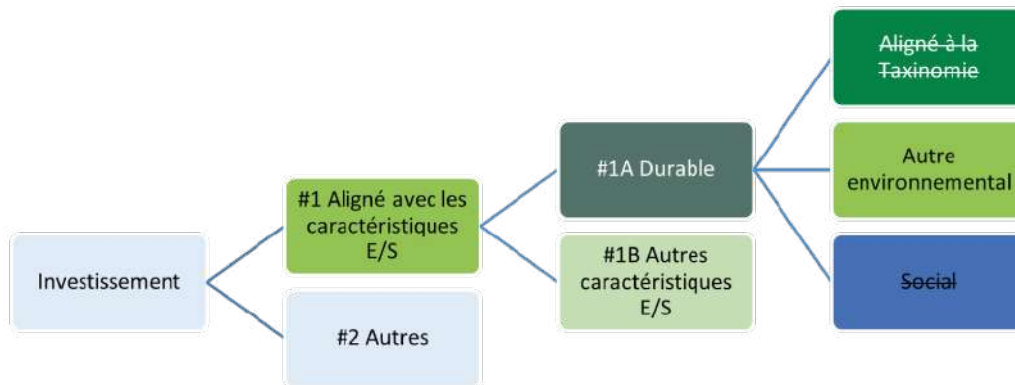 Aligné à la
Taxinomie
#1A Durable
Autre
environnemental
#1 Aligné avec les
caractéristiques
E/S
#1B Autres
caractéristiques
E/S
Investissement
Social
#2 Autres